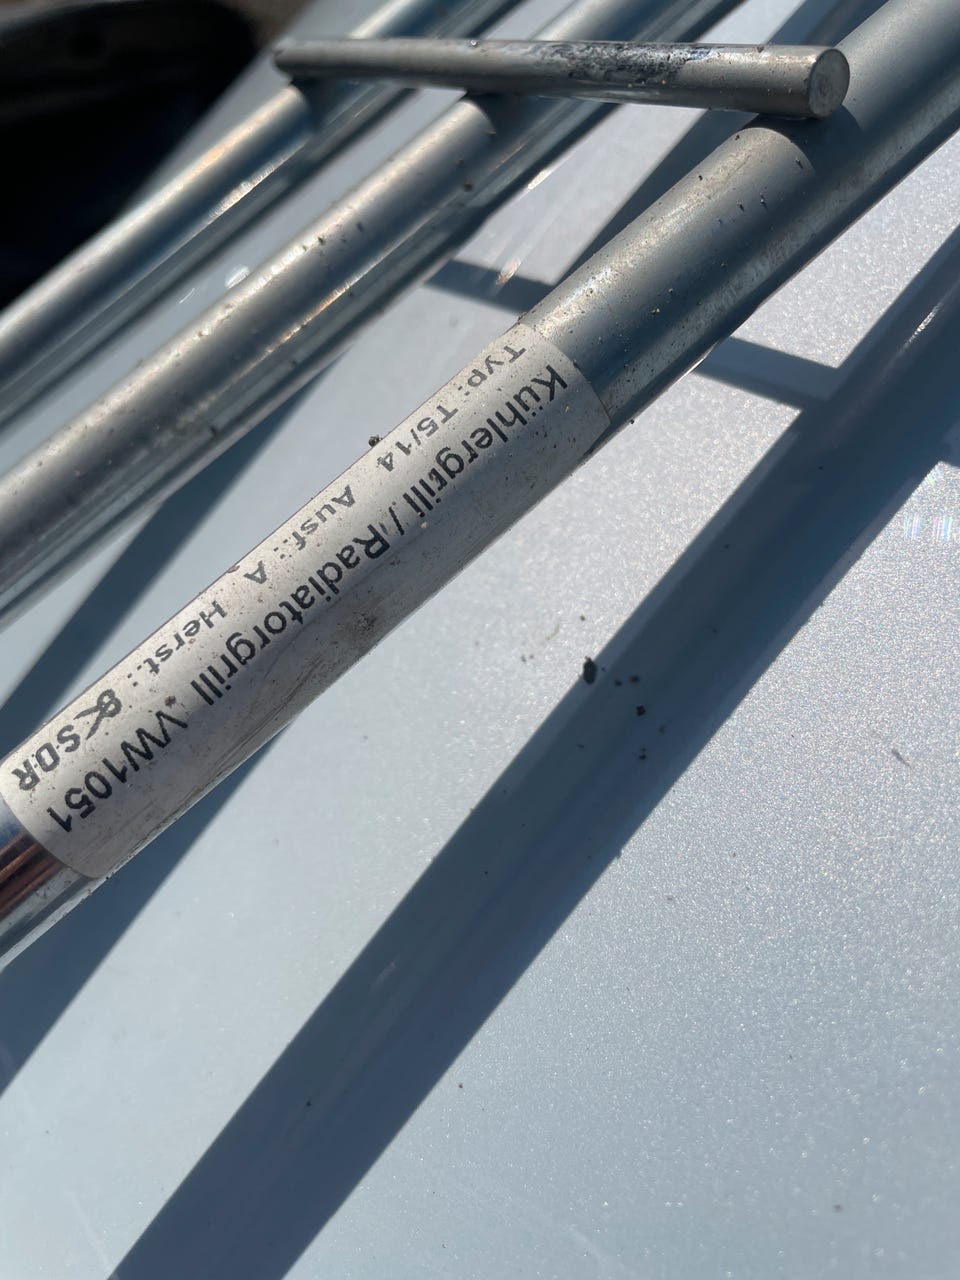 Kühlergrill / Radiatorgrill VW1051
Typ: T5/14 Ausf.: A Herst.: